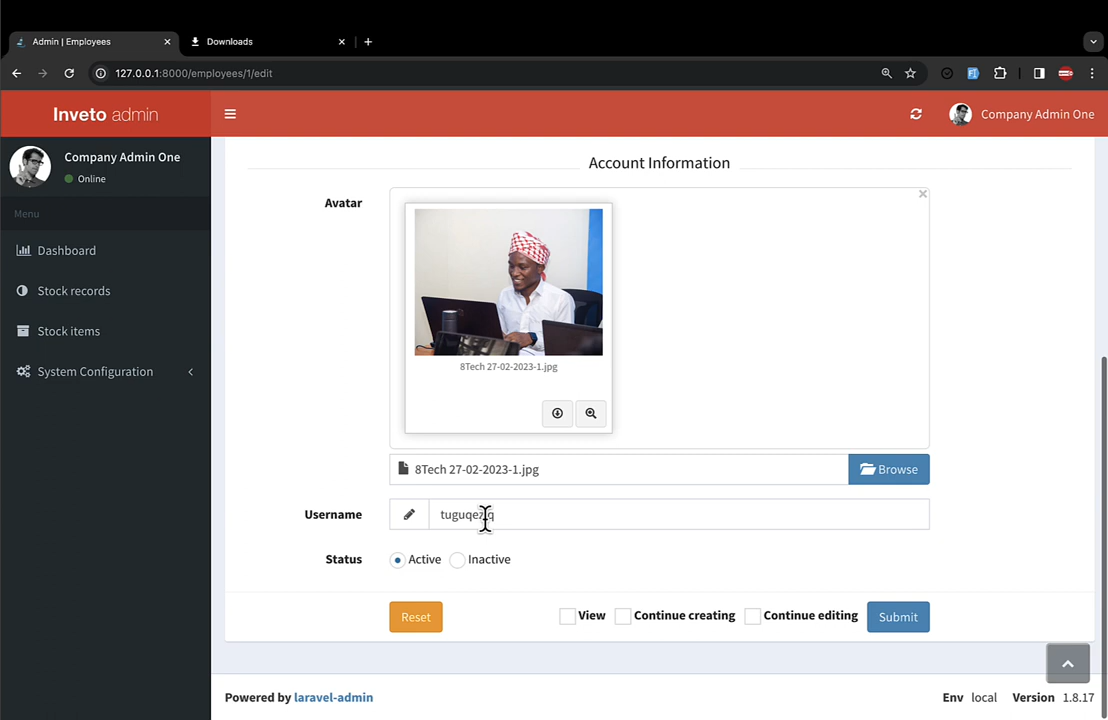 Admin | Employees
Downloads
127.0.0.1:8000/employees/1/edit
Inveto admin
Company Admin One
Company Admin One
Online
Menu
Dashboard
Stock records
Stock items
System Configuration
Account Information
Avatar
8Tech 27-02-2023-1.jpg
8Tech 27-02-2023-1.jpg
Browse
Username
Status
Active
Inactive
Reset
View
Continue creating
Continue editing
Submit
Powered by laravel-admin
Env local Version 1.8.17